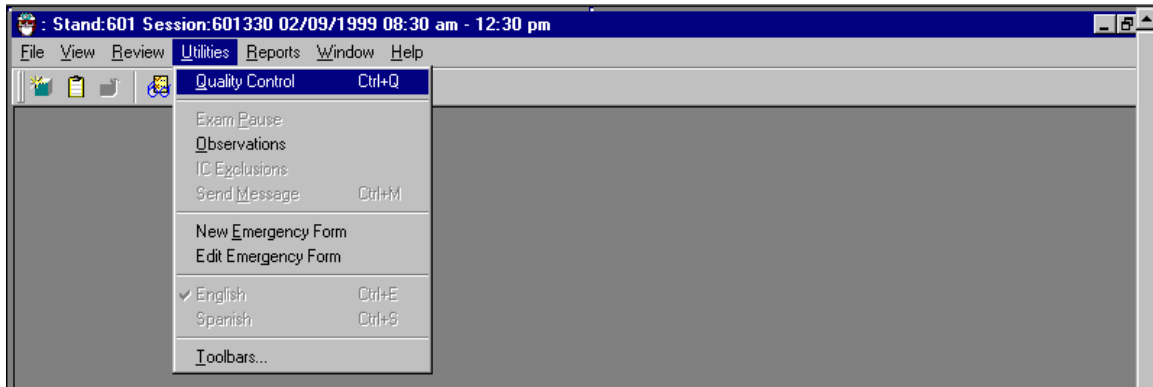 : Stand:601 Session:601330 02/09/1999 08:30 am - 12:30 pm
File View Review Utilities Reports Window Help
Quality Control Ctrl+Q
Exam Pause
Observations
IC Exclusions
Send Message Ctrl+M
New Emergency Form
Edit Emergency Form
English Ctrl+E
Spanish Ctrl+S
Toolbars...